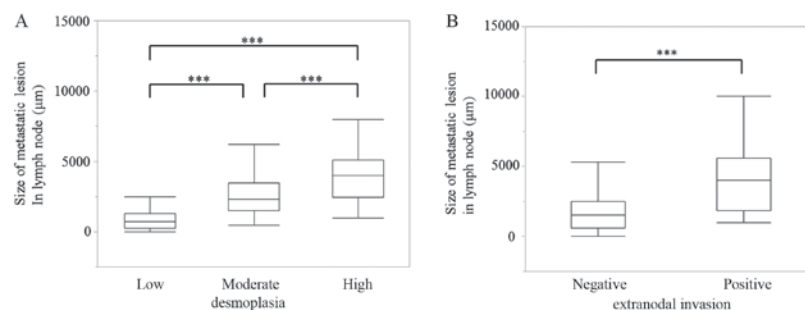 A
15000
10000
5000
0
Size of metastatic lesion
In lymph node (μm)
***
***
***
Low
Moderate
High
desmoplasia
B
15000
10000
5000
0
Size of metastatic lesion
in lymph node (μm)
***
Negative
Positive
extranodal invasion